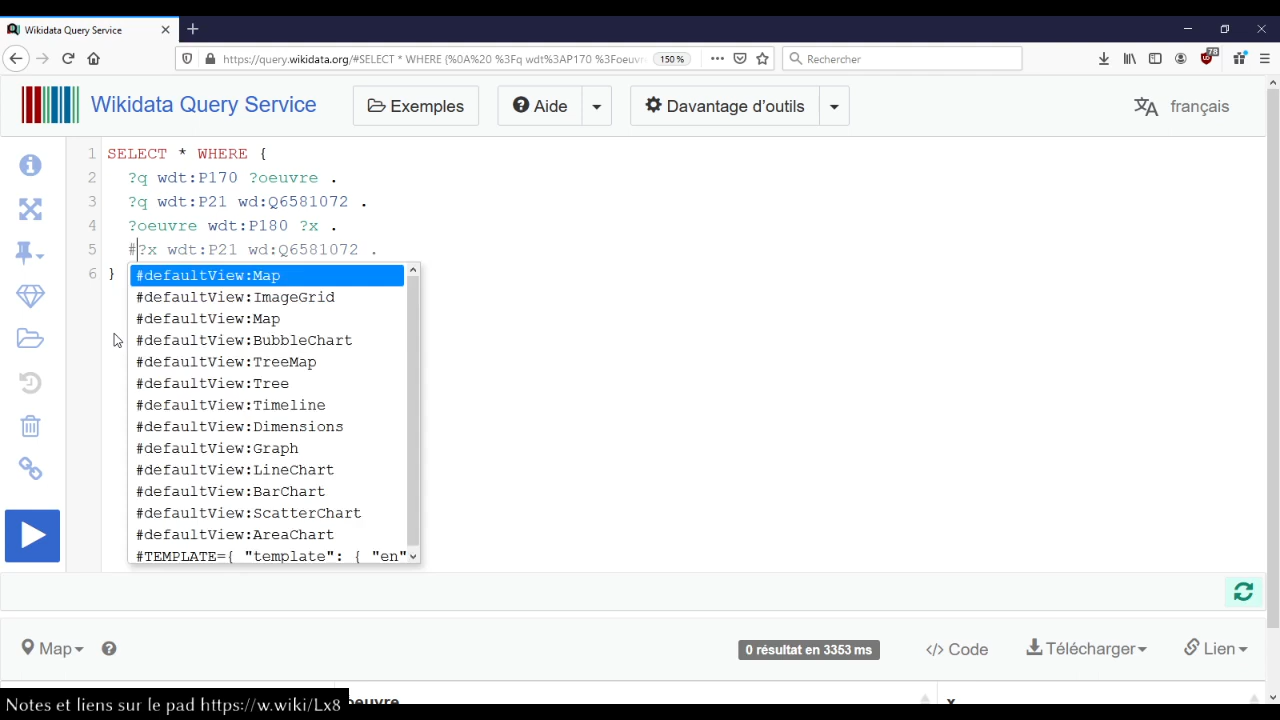 Wikidata Query Service
https://query.wikidata.org/#SELECT * WHERE {%0A%20 %3Fq wdt%3AP170 %3Foeuvr
150 %
Rechercher
78
Wikidata Query Service
Exemples
Aide
Davantage d'outils
français
1 SELECT * WHERE {
2 ?q wdt:P170 ?oeuvre .
3 ?q wdt:P21 wd:Q6581072 .
4 ?oeuvre wdt:P180 ?x .
5 #?x wdt:P21 wd:Q6581072 .
6 }
#defaultView:Map
#defaultView:ImageGrid
#defaultView:Map
#defaultView:BubbleChart
#defaultView:TreeMap
#defaultView:Tree
#defaultView:Timeline
#defaultView:Dimensions
#defaultView:Graph
#defaultView:LineChart
#defaultView:BarChart
#defaultView:ScatterChart
#defaultView:AreaChart
#TEMPLATE={ "template": { "en"
Map
0 résultat en 3353 ms
</> Code
Télécharger
Lien
oeuvre
x
Notes et liens sur le pad https://w.wiki/Lx8